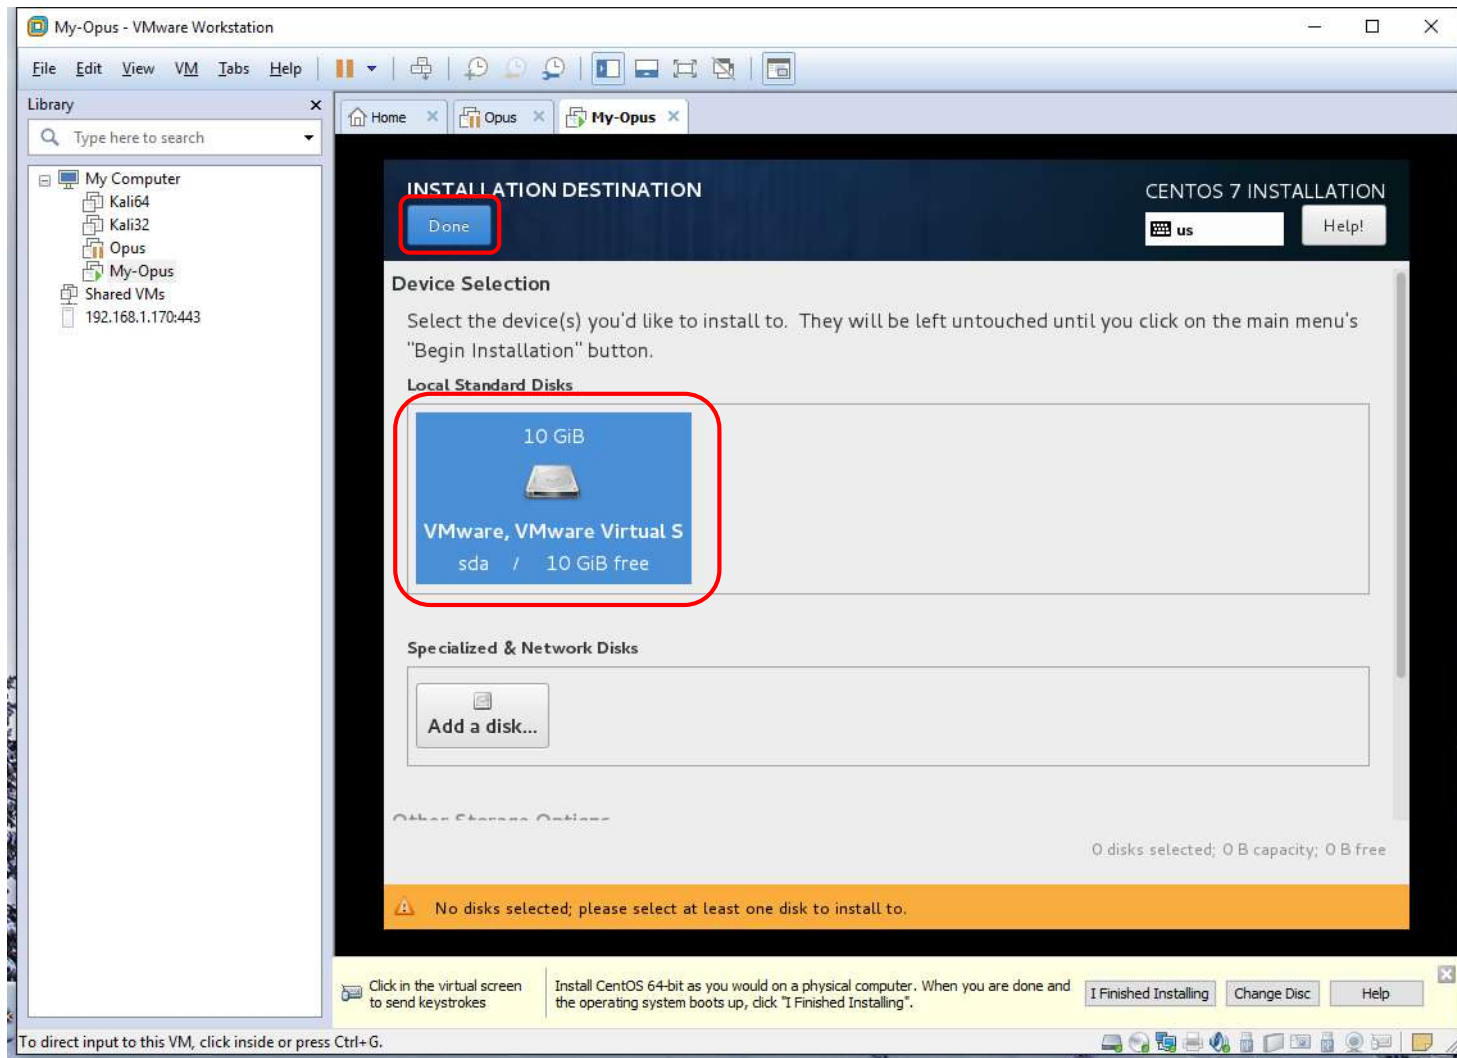 My-Opus - VMware Workstation
File Edit View VM Tabs Help
Library
Type here to search
My Computer
Kali64
Kali32
Opus
My-Opus
Shared VMs
192.168.1.170:443
Home
Opus
My-Opus
INSTALLATION DESTINATION
Done
CENTOS 7 INSTALLATION
us
Help!
Device Selection
Select the device(s) you'd like to install to. They will be left untouched until you click on the main menu's
"Begin Installation" button.
Local Standard Disks
10 GiB
VMware, VMware Virtual S
sda / 10 GiB free
Specialized & Network Disks
Add a disk...
Other Storage Options
0 disks selected; 0 B capacity; 0 B free
No disks selected; please select at least one disk to install to.
Click in the virtual screen
to send keystrokes
Install CentOS 64-bit as you would on a physical computer. When you are done and
the operating system boots up, click "I Finished Installing".
I Finished Installing
Change Disc
Help
To direct input to this VM, click inside or press Ctrl+G.